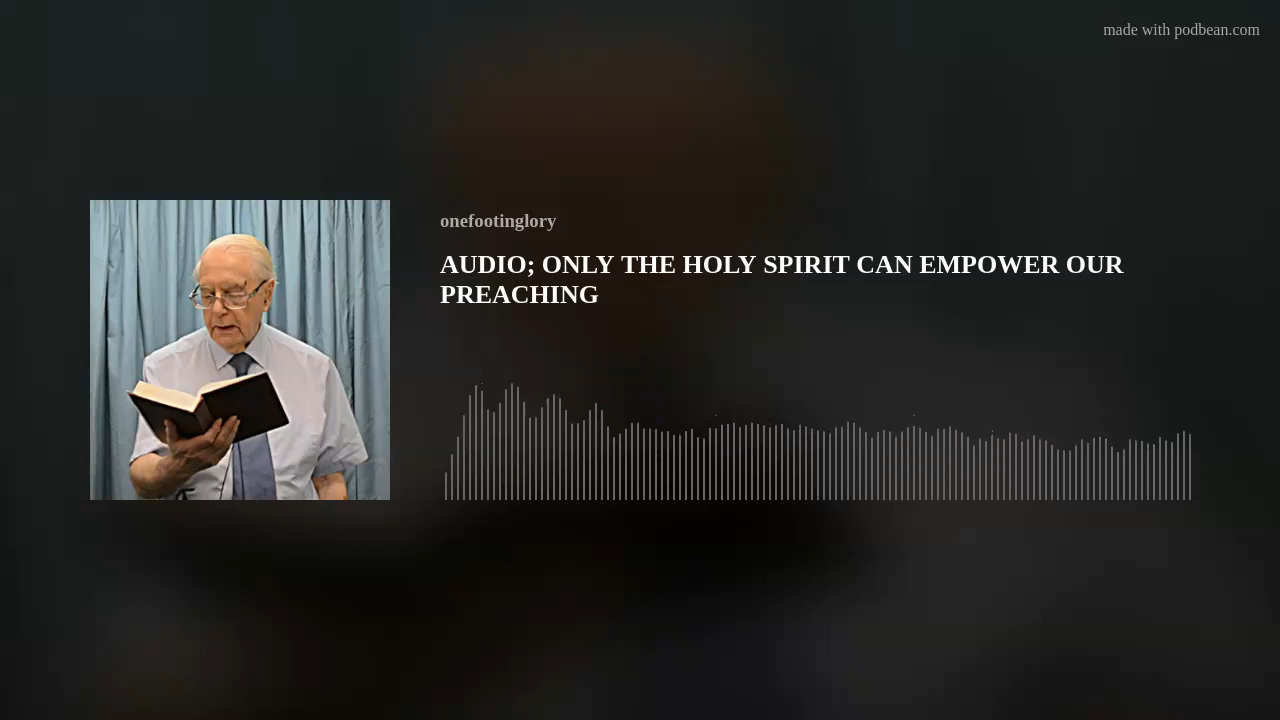 made with podbean.com
onefootinglory
AUDIO; ONLY THE HOLY SPIRIT CAN EMPOWER OUR
PREACHING